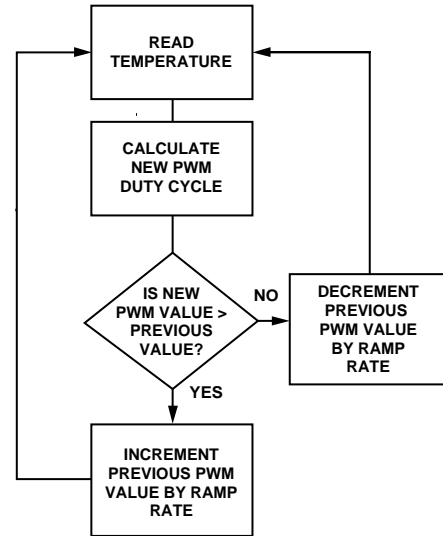 READ
TEMPERATURE
CALCULATE
NEW PWM
DUTY CYCLE
IS NEW
PWM VALUE >
PREVIOUS
VALUE?
NO
DECREMENT
PREVIOUS
PWM VALUE
BY RAMP
RATE
YES
INCREMENT
PREVIOUS PWM
VALUE BY RAMP
RATE